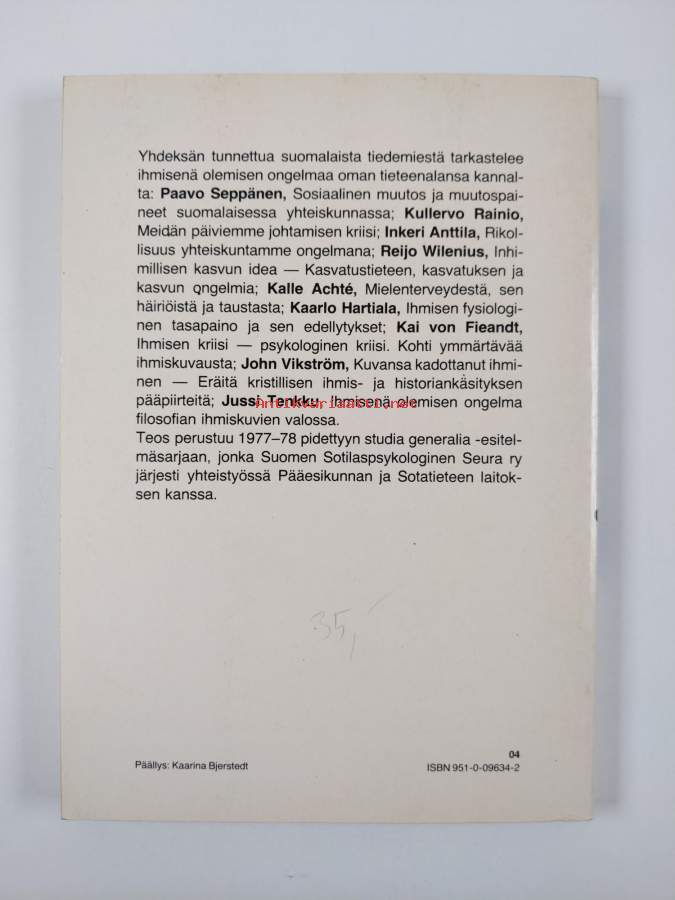 Yhdeksän tunnettua suomalaista tiedemiestä tarkastelee
ihmisenä olemisen ongelmaa oman tieteenalansa kannal-
ta: Paavo Seppänen, Sosiaalinen muutos ja muutospai-
neet suomalaisessa yhteiskunnassa; Kullervo Rainio,
Meidän päiviemme johtamisen kriisi; Inkeri Anttila, Rikol-
lisuus yhteiskuntamme ongelmana; Reijo Wilenius, Inhi-
millisen kasvun idea — Kasvatustieteen, kasvatuksen ja
kasvun ongelmia; Kalle Achté, Mielenterveydestä, sen
häiriöistä ja taustasta; Kaarlo Hartiala, Ihmisen fysiologi-
nen tasapaino ja sen edellytykset; Kai von Fieandt,
Ihmisen kriisi — psykologinen kriisi. Kohti ymmärtävää
ihmiskuvausta; John Vikström, Kuvansa kadottanut ihmi-
nen — Eräitä kristillisen ihmis- ja historiankäsityksen
pääpiirteitä; Jussi Tenkku, Ihmisenä olemisen ongelma
Antikvariaatti.net
filosofian ihmiskuvien valossa.
Teos perustuu 1977–78 pidettyyn studia generalia -esitel-
mäsarjaan, jonka Suomen Sotilaspsykologinen Seura ry
järjesti yhteistyössä Pääesikunnan ja Sotatieteen laitok-
sen kanssa.
35,-
04
Päällys: Kaarina Bjerstedt
ISBN 951-0-09634-2